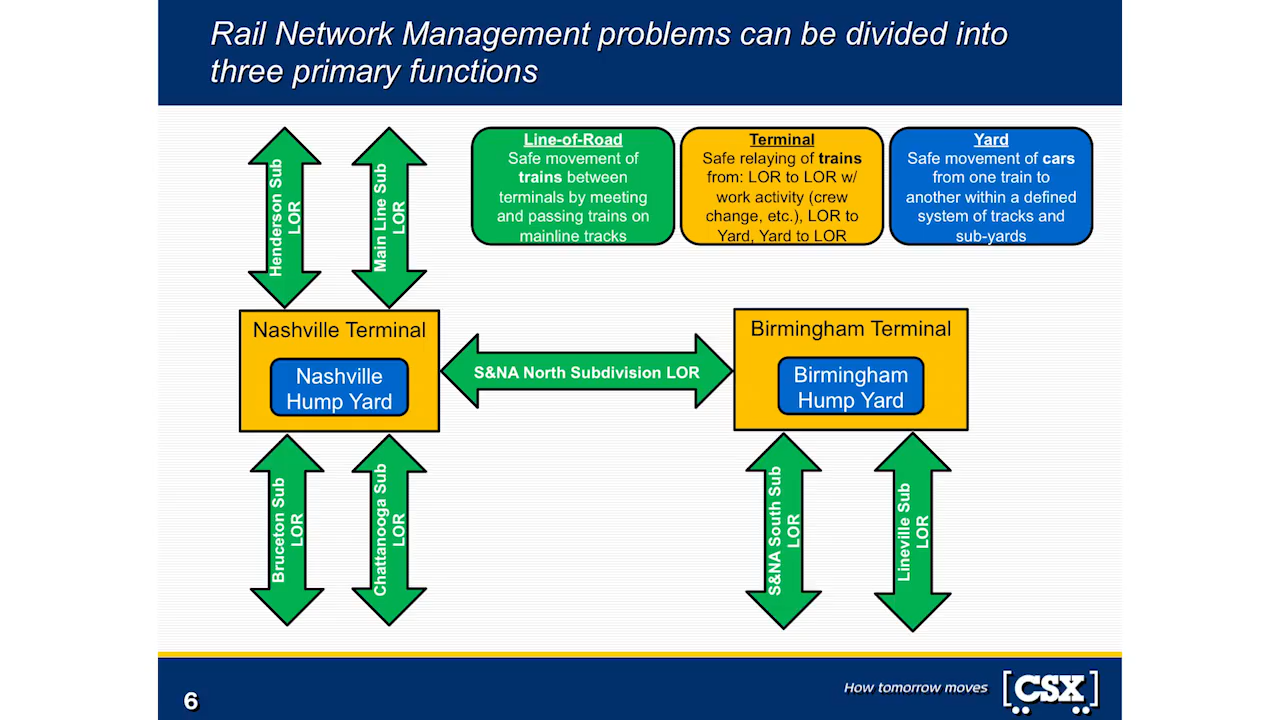 Rail Network Management problems can be divided into
three primary functions
Line-of-Road
Safe movement of
trains between
terminals by meeting
and passing trains on
mainline tracks
Terminal
Safe relaying of trains
from: LOR to LOR w/
work activity (crew
change, etc.), LOR to
Yard, Yard to LOR
Yard
Safe movement of cars
from one train to
another within a defined
system of tracks and
sub-yards
Henderson Sub
LOR
Main Line Sub
LOR
Nashville Terminal
Nashville
Hump Yard
S&NA North Subdivision LOR
Birmingham Terminal
Birmingham
Hump Yard
Bruceton Sub
LOR
Chattanooga Sub
LOR
S&NA South Sub
LOR
Lineville Sub
LOR
6
How tomorrow moves
[CSX]